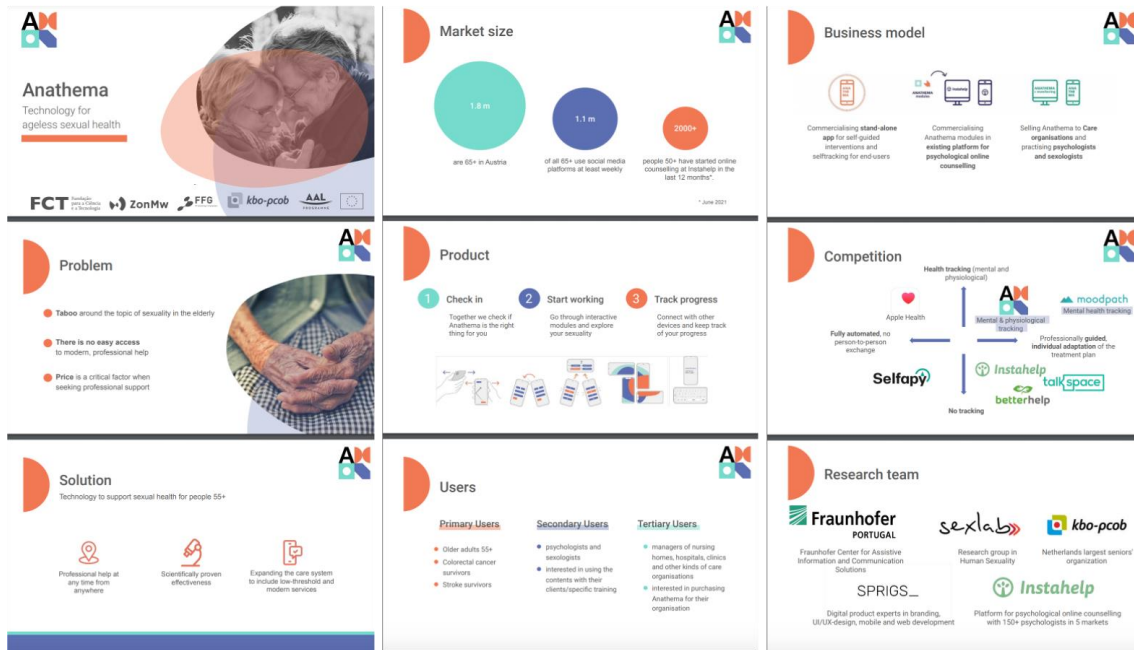 A
Anathema
Technology for
ageless sexual health
FCT Fundação
para a Ciência
e a Tecnologia
ZonMw
FFG
kbo-pcob
AAL
PROGRAMME
A
Problem
Taboo around the topic of sexuality in the elderly
There is no easy access
to modern, professional help
Price is a critical factor when
seeking professional support
A
Solution
Technology to support sexual health for people 55+
Professional help at
any time from
anywhere
Scientifically proven
effectiveness
Expanding the care system
to include low-threshold and
modern services
A
Market size
1.8 m
are 65+ in Austria
1.1 m
of all 65+ use social media
platforms at least weekly
2000+
people 50+ have started online
counselling at Instahelp in the
last 12 months*.
* June 2021
A
Product
1 Check in
Together we check if
Anathema is the right
thing for you
2 Start working
Go through interactive
modules and explore
your sexuality
3 Track progress
Connect with other
devices and keep track
of your progress
A
Users
Primary Users
Older adults 55+
Colorectal cancer
survivors
Stroke survivors
Secondary Users
psychologists and
sexologists
interested in using the
contents with their
clients/specific training
Tertiary Users
managers of nursing
homes, hospitals, clinics
and other kinds of care
organisations
interested in purchasing
Anathema for their
organisation
A
Business model
Commercialising stand-alone
app for self-guided
interventions and
selftracking for end-users
ANATHEMA
modules
Instahelp
Commercialising
Anathema modules in
existing platform for
psychological online
counselling
Selling Anathema to Care
organisations and
practising psychologists
and sexologists
A
Competition
Health tracking (mental and
physiological)
Apple Health
A
Mental & physiological
tracking
moodpath
Mental health tracking
Fully automated, no
person-to-person
exchange
Professionally guided,
individual adaptation of the
treatment plan
Selfapy
Instahelp
talkspace
betterhelp
No tracking
A
Research team
Fraunhofer
PORTUGAL
Fraunhofer Center for Assistive
Information and Communication
Solutions
sexlab
Research group in
Human Sexuality
kbo-pcob
Netherlands largest seniors'
organization
SPRIGS_
Digital product experts in branding,
UI/UX-design, mobile and web development
Instahelp
Platform for psychological online counselling
with 150+ psychologists in 5 markets